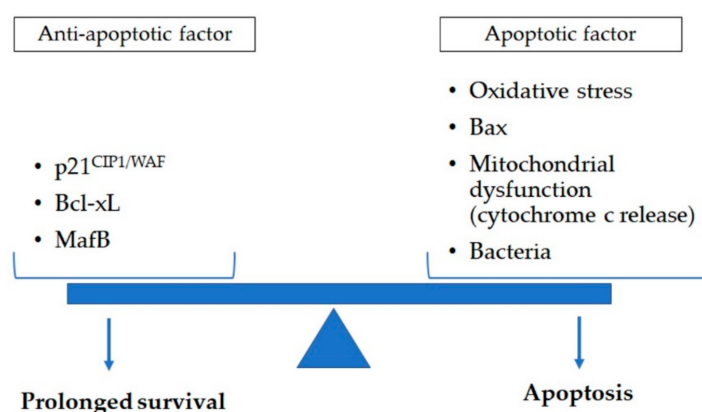 Anti-apoptotic factor
Apoptotic factor
• p21CIP1/WAF
• Bcl-xL
• MafB
• Oxidative stress
• Bax
• Mitochondrial
dysfunction
(cytochrome c release)
• Bacteria
Prolonged survival
Apoptosis